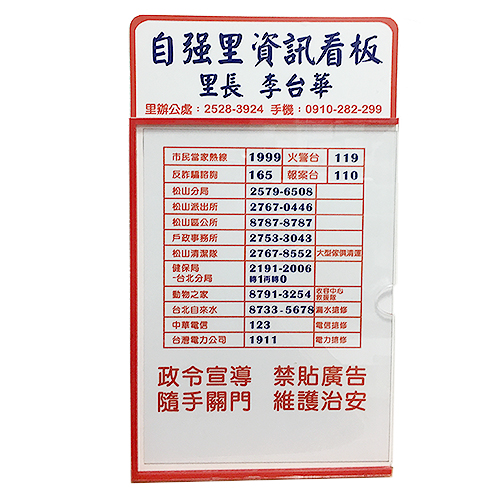 自强里資訊看板
里長 李台華
里辦公處：2528-3924 手機：0910-282-299
市民當家熱線 1999 火警台 119
反詐騙諮詢 165 報案台 110
松山分局 2579-6508
松山派出所 2767-0446
松山區公所 8787-8787
戶政事務所 2753-3043
松山清潔隊 2767-8552 大型傢俱清運
健保局 2191-2006
-台北分局 轉1再轉0
動物之家 8791-3254 收容中心
救援隊
台北自來水 8733-5678 漏水搶修
中華電信 123 電信搶修
台灣電力公司 1911 電力搶修
政令宣導 禁貼廣告
隨手關門 維護治安